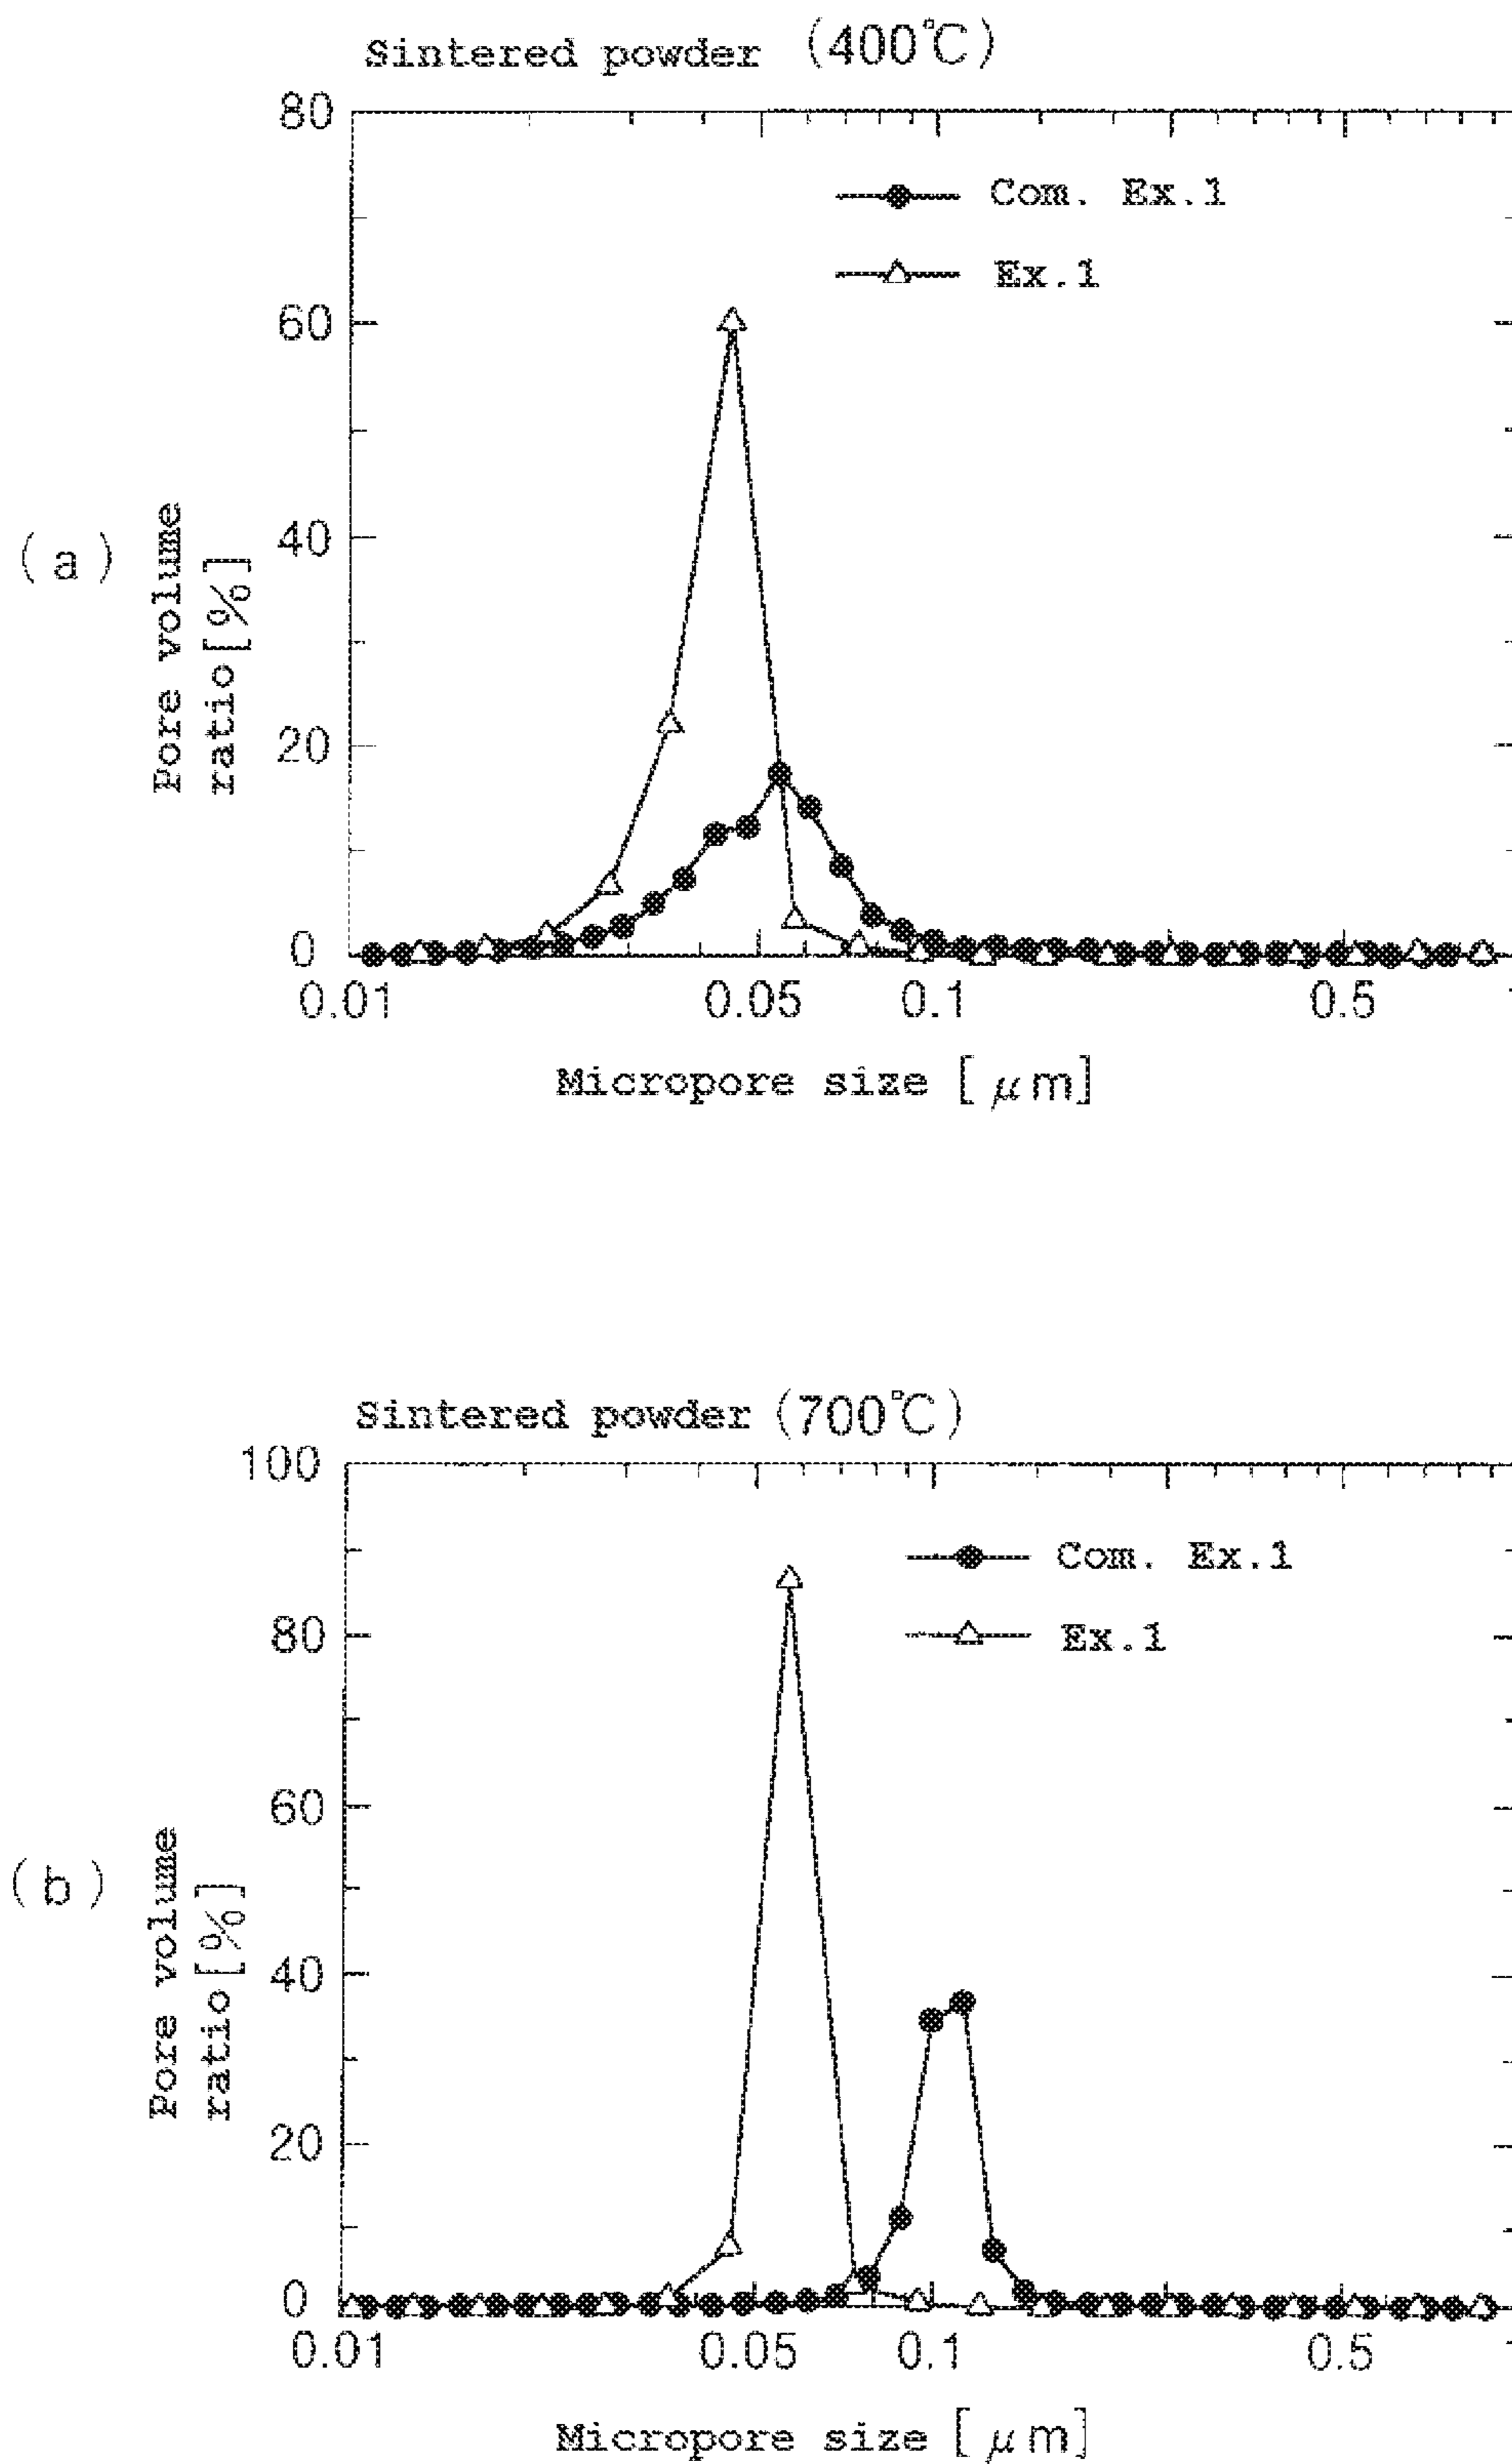 Sintered powder (400℃)
80
60
40
20
0
Com. Ex.1
Ex.1
(a)
Pore volume
ratio[%]
0.01 0.05 0.1 0.5
Micropore size [μm]
Sintered powder (700℃)
100
80
60
40
20
0
Com. Ex.1
Ex.1
(b)
Pore volume
ratio[%]
0.01 0.05 0.1 0.5
Micropore size [μm]